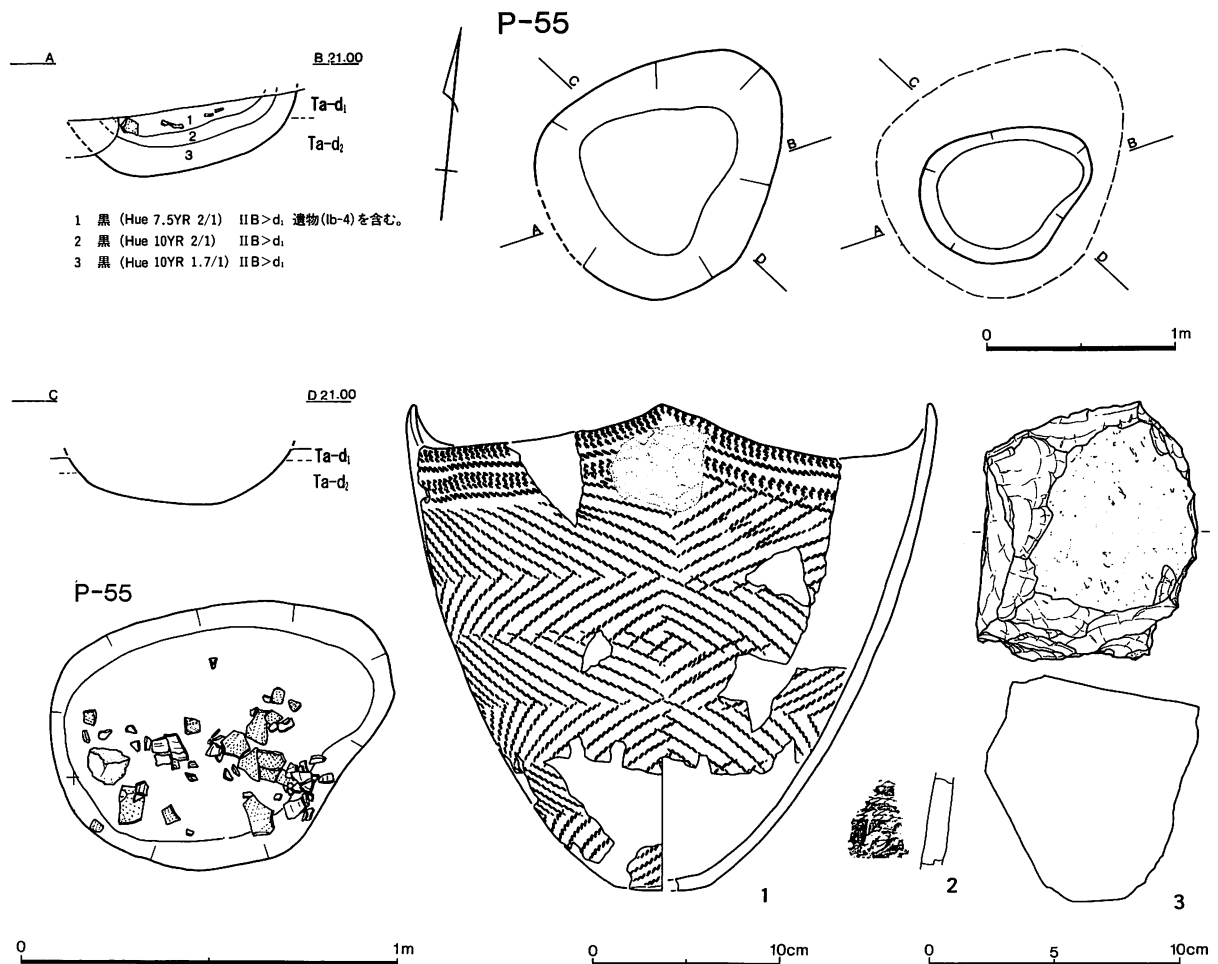 P-55
A
B 21.00
Ta-d₁
Ta-d₂
1
2
3
1 黒 (Hue 7.5YR 2/1) ⅡB>d₁ 遺物(Ib-4)を含む。
2 黒 (Hue 10YR 2/1) ⅡB>d₁
3 黒 (Hue 10YR 1.7/1) ⅡB>d₁
C
B
A
D
C
B
A
D
0 1m
C
D 21.00
Ta-d₁
Ta-d₂
P-55
1
2
3
0 1m
0 10cm
0 5 10cm